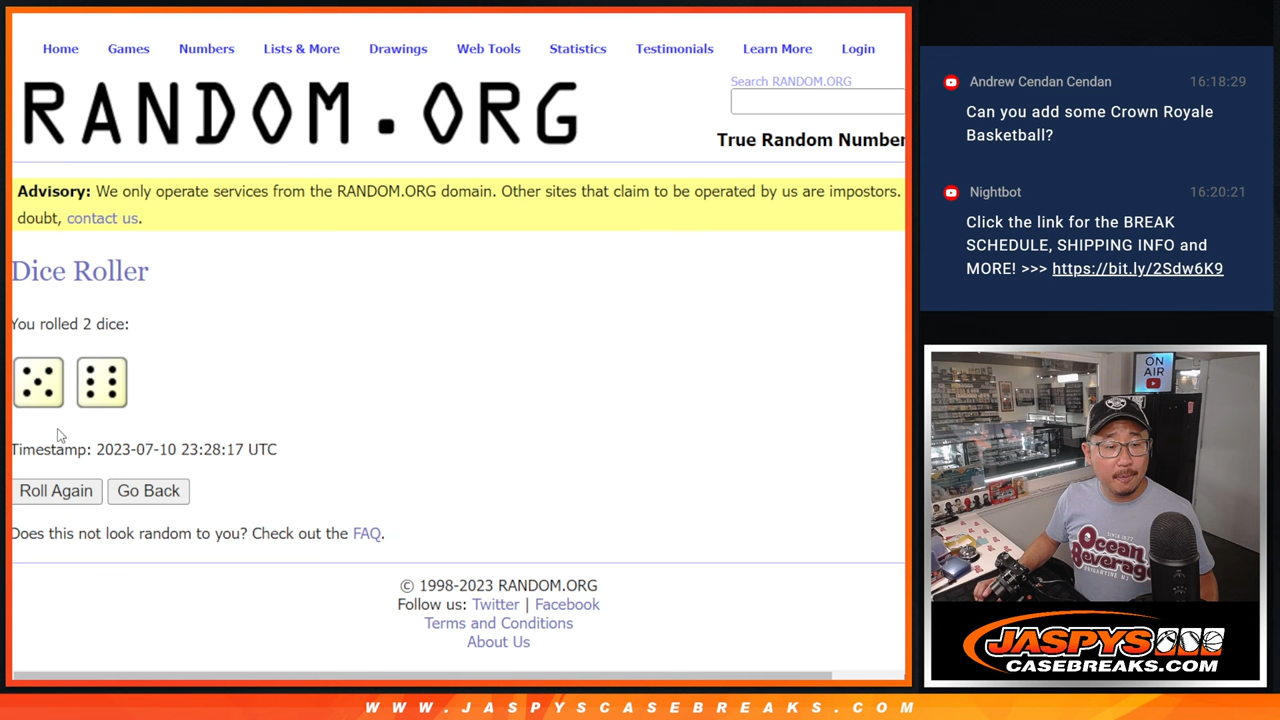 Home Games Numbers Lists & More Drawings Web Tools Statistics Testimonials Learn More Login
RANDOM.ORG
Search RANDOM.ORG
True Random Number
Advisory: We only operate services from the RANDOM.ORG domain. Other sites that claim to be operated by us are impostors.
doubt, contact us.
Dice Roller
You rolled 2 dice:
Timestamp: 2023-07-10 23:28:17 UTC
Roll Again Go Back
Does this not look random to you? Check out the FAQ.
© 1998-2023 RANDOM.ORG
Follow us: Twitter | Facebook
Terms and Conditions
About Us
Andrew Cendan Cendan 16:18:29
Can you add some Crown Royale
Basketball?
Nightbot 16:20:21
Click the link for the BREAK
SCHEDULE, SHIPPING INFO and
MORE! >>> https://bit.ly/2Sdw6K9
ON
AIR
Ocean
Beverage
BRIGANTINE NJ
JASPYS
CASEBREAKS.COM
WWW.JASPYSCASEBREAKS.COM